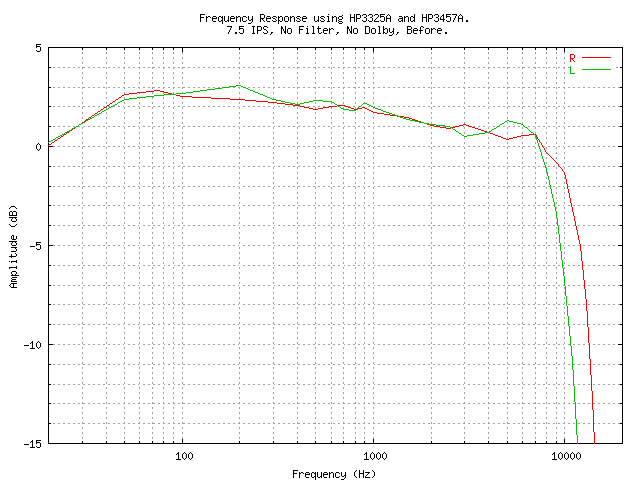 Frequency Response using HP3325A and HP3457A.
7.5 IPS, No Filter, No Dolby, Before.
5
R
L
0
Amplitude (dB)
-5
-10
-15
100
1000
10000
Frequency (Hz)